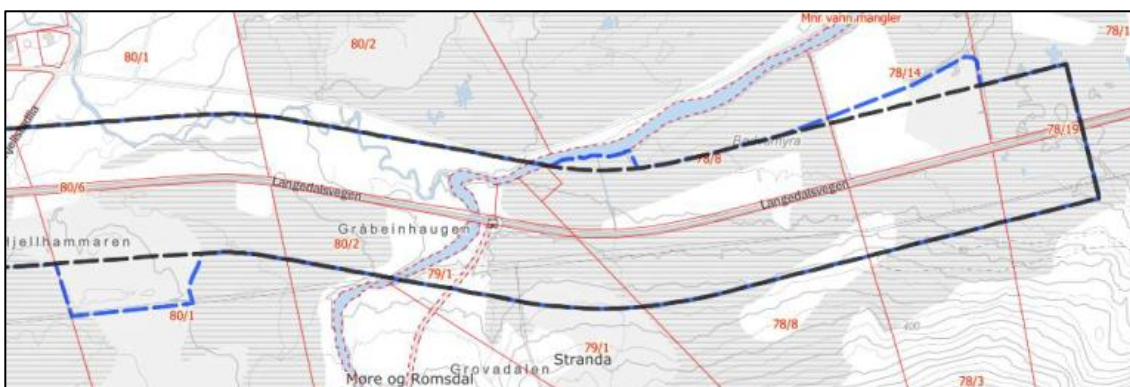 Mnr vann mangler
80/1
80/2
78/1
78/14
78/19
Badstmyra
78/8
80/6
Langedalsvegen
Langedalsvegen
Gråbeinhaugen
jellhammaren
80/2
79/1
80/1
78/8
400
79/1
Stranda
Grovadalen
Møre og Romsdal
78/3